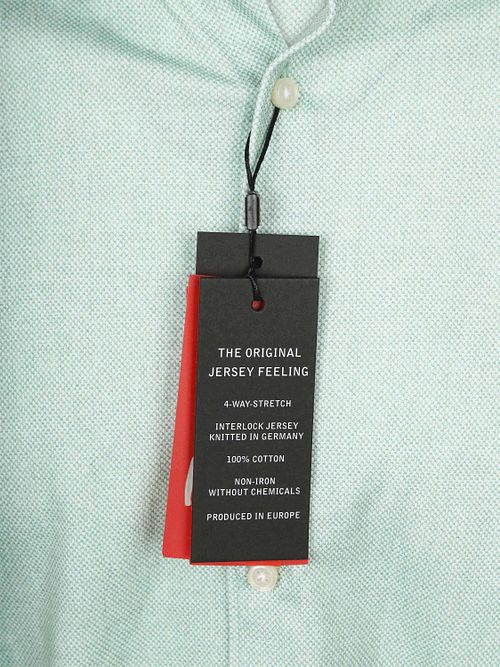 THE ORIGINAL
JERSEY FEELING
4-WAY-STRETCH
INTERLOCK JERSEY
KNITTED IN GERMANY
100% COTTON
NON-IRON
WITHOUT CHEMICALS
PRODUCED IN EUROPE